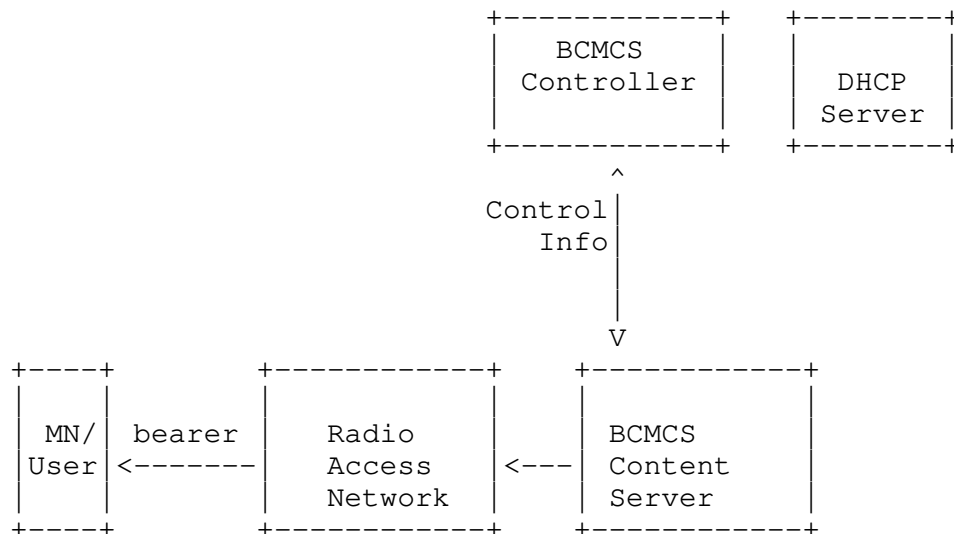 BCMCS
Controller
DHCP
Server
Control
Info
MN/
User
bearer
Radio
Access
Network
BCMCS
Content
Server